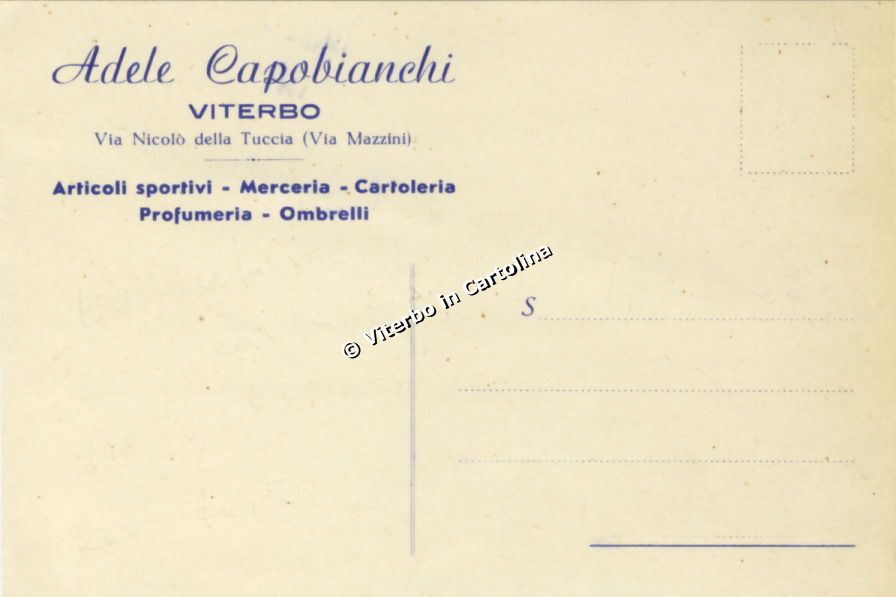 Adele Capobianchi
VITERBO
Via Nicolò della Tuccia (Via Mazzini)
Articoli sportivi - Merceria - Cartoleria
Profumeria - Ombrelli
© Viterbo in Cartolina
S